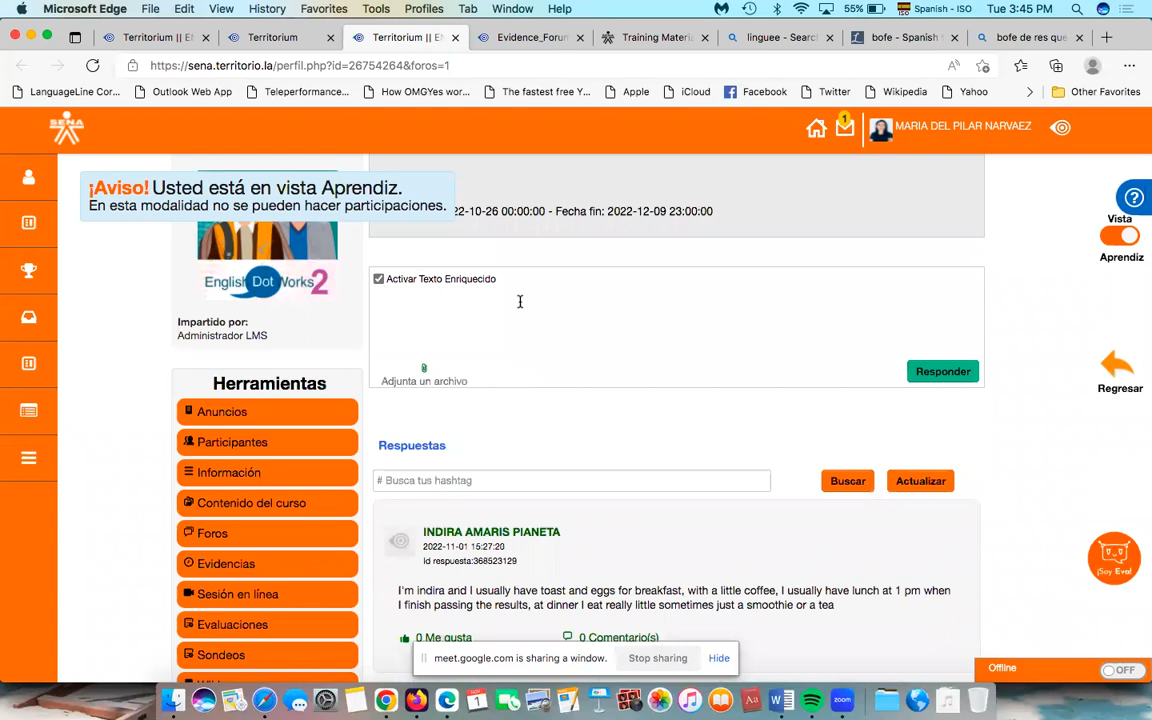 Microsoft Edge File Edit View History Favorites Tools Profiles Tab Window Help 55% Spanish - ISO Tue 3:45 PM
Territorium || E Territorium Territorium || E Evidence_Forum Training Materia linguee - Search bofe - Spanish bofe de res que
https://sena.territorio.la/perfil.php?id=26754264&foros=1
LanguageLine Cor... Outlook Web App Teleperformance... How OMGYes wor... The fastest free Y... Apple iCloud Facebook Twitter Wikipedia Yahoo Other Favorites
SENA
1
MARIA DEL PILAR NARVAEZ
¡Aviso! Usted está en vista Aprendiz.
En esta modalidad no se pueden hacer participaciones.
22-10-26 00:00:00 - Fecha fin: 2022-12-09 23:00:00
Vista
Aprendiz
English Dot Works 2
Activar Texto Enriquecido
Impartido por:
Administrador LMS
Adjunta un archivo
Responder
Regresar
Herramientas
Anuncios
Participantes
Información
Contenido del curso
Foros
Evidencias
Sesión en línea
Evaluaciones
Sondeos
Respuestas
# Busca tus hashtag
Buscar
Actualizar
INDIRA AMARIS PIANETA
2022-11-01 15:27:20
Id respuesta:368523129
I'm indira and I usually have toast and eggs for breakfast, with a little coffee, I usually have lunch at 1 pm when
I finish passing the results, at dinner I eat really little sometimes just a smoothie or a tea
0 Me gusta
0 Comentario(s)
¡Soy Eva!
meet.google.com is sharing a window. Stop sharing Hide
Offline
OFF
zoom